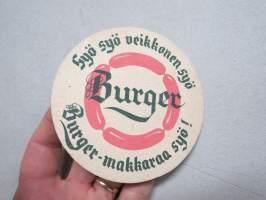 Syö syö veikkonen syö
Burger
Burger-makkaraa syö!